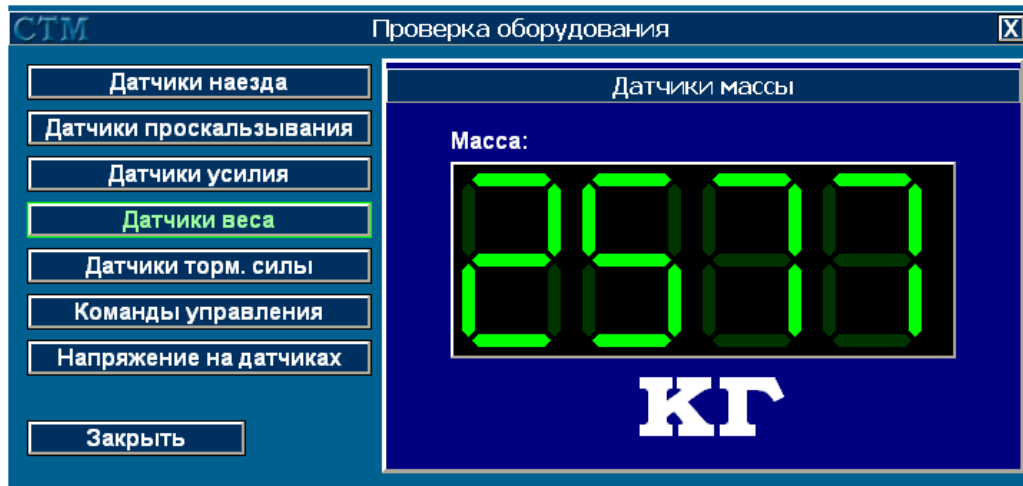 СТМ
Проверка оборудования
X
Датчики наезда
Датчики проскальзывания
Датчики усилия
Датчики веса
Датчики торм. силы
Команды управления
Напряжение на датчиках
Закрыть
Датчики массы
Масса:
2577
кг